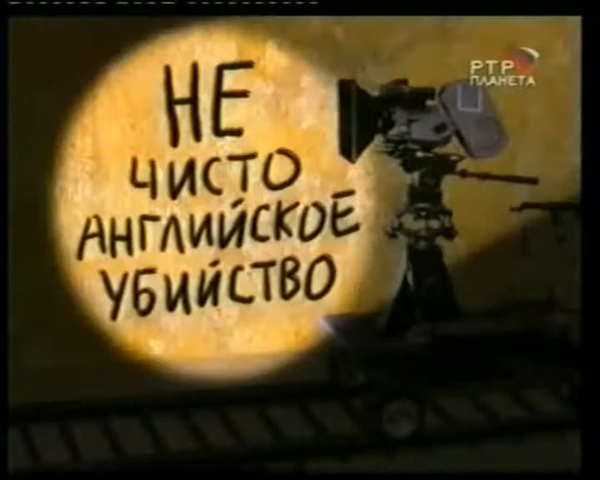 НЕ
ЧИСТО
АНГЛИЙСКОЕ
УБИЙСТВО
РТР
ПЛАНЕТА